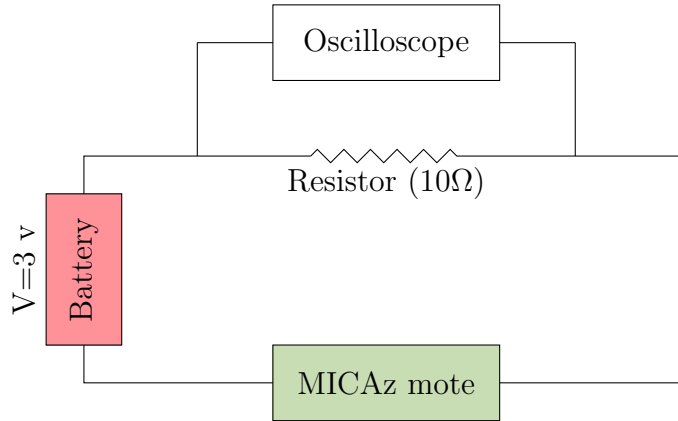 Oscilloscope
Resistor (10Ω)
V=3 v
Battery
MICAz mote